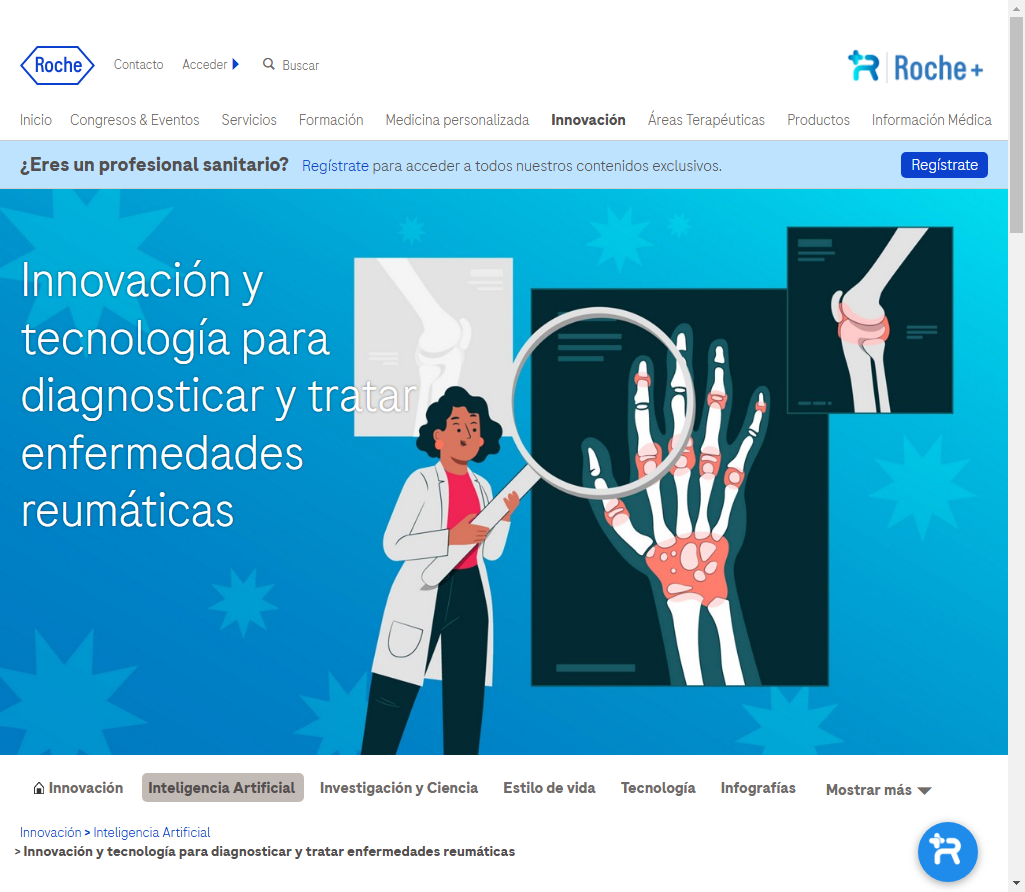 Roche
Contacto
Acceder
Buscar
Roche+
Inicio
Congresos & Eventos
Servicios
Formación
Medicina personalizada
Innovación
Áreas Terapéuticas
Productos
Información Médica
¿Eres un profesional sanitario?
Regístrate para acceder a todos nuestros contenidos exclusivos.
Regístrate
Innovación y
tecnología para
diagnosticar y tratar
enfermedades
reumáticas
Innovación
Inteligencia Artificial
Investigación y Ciencia
Estilo de vida
Tecnología
Infografías
Mostrar más
Innovación > Inteligencia Artificial
> Innovación y tecnología para diagnosticar y tratar enfermedades reumáticas